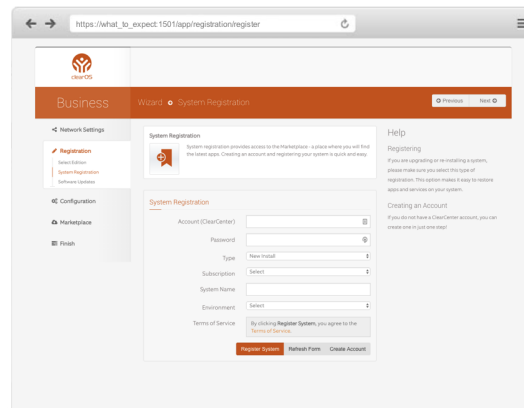 https://what_to_expect:1501/app/registration/register
clearOS
Business
Wizard System Registration
Previous
Next
Network Settings
Registration
Select Edition
System Registration
Software Updates
Configuration
Marketplace
Finish
System Registration
System registration provides access to the Marketplace - a place where you will find
the latest apps. Creating an account and registering your system is quick and easy.
System Registration
Account (ClearCenter)
Password
Type
New Install
Subscription
Select
System Name
Environment
Select
Terms of Service
By clicking Register System, you agree to the
Terms of Service.
Register System
Refresh Form
Create Account
Help
Registering
If you are upgrading or re-installing a system,
please make sure you select this type of
registration. This option makes it easy to restore
apps and services on your system.
Creating an Account
If you do not have a ClearCenter account, you can
create one in just one step!